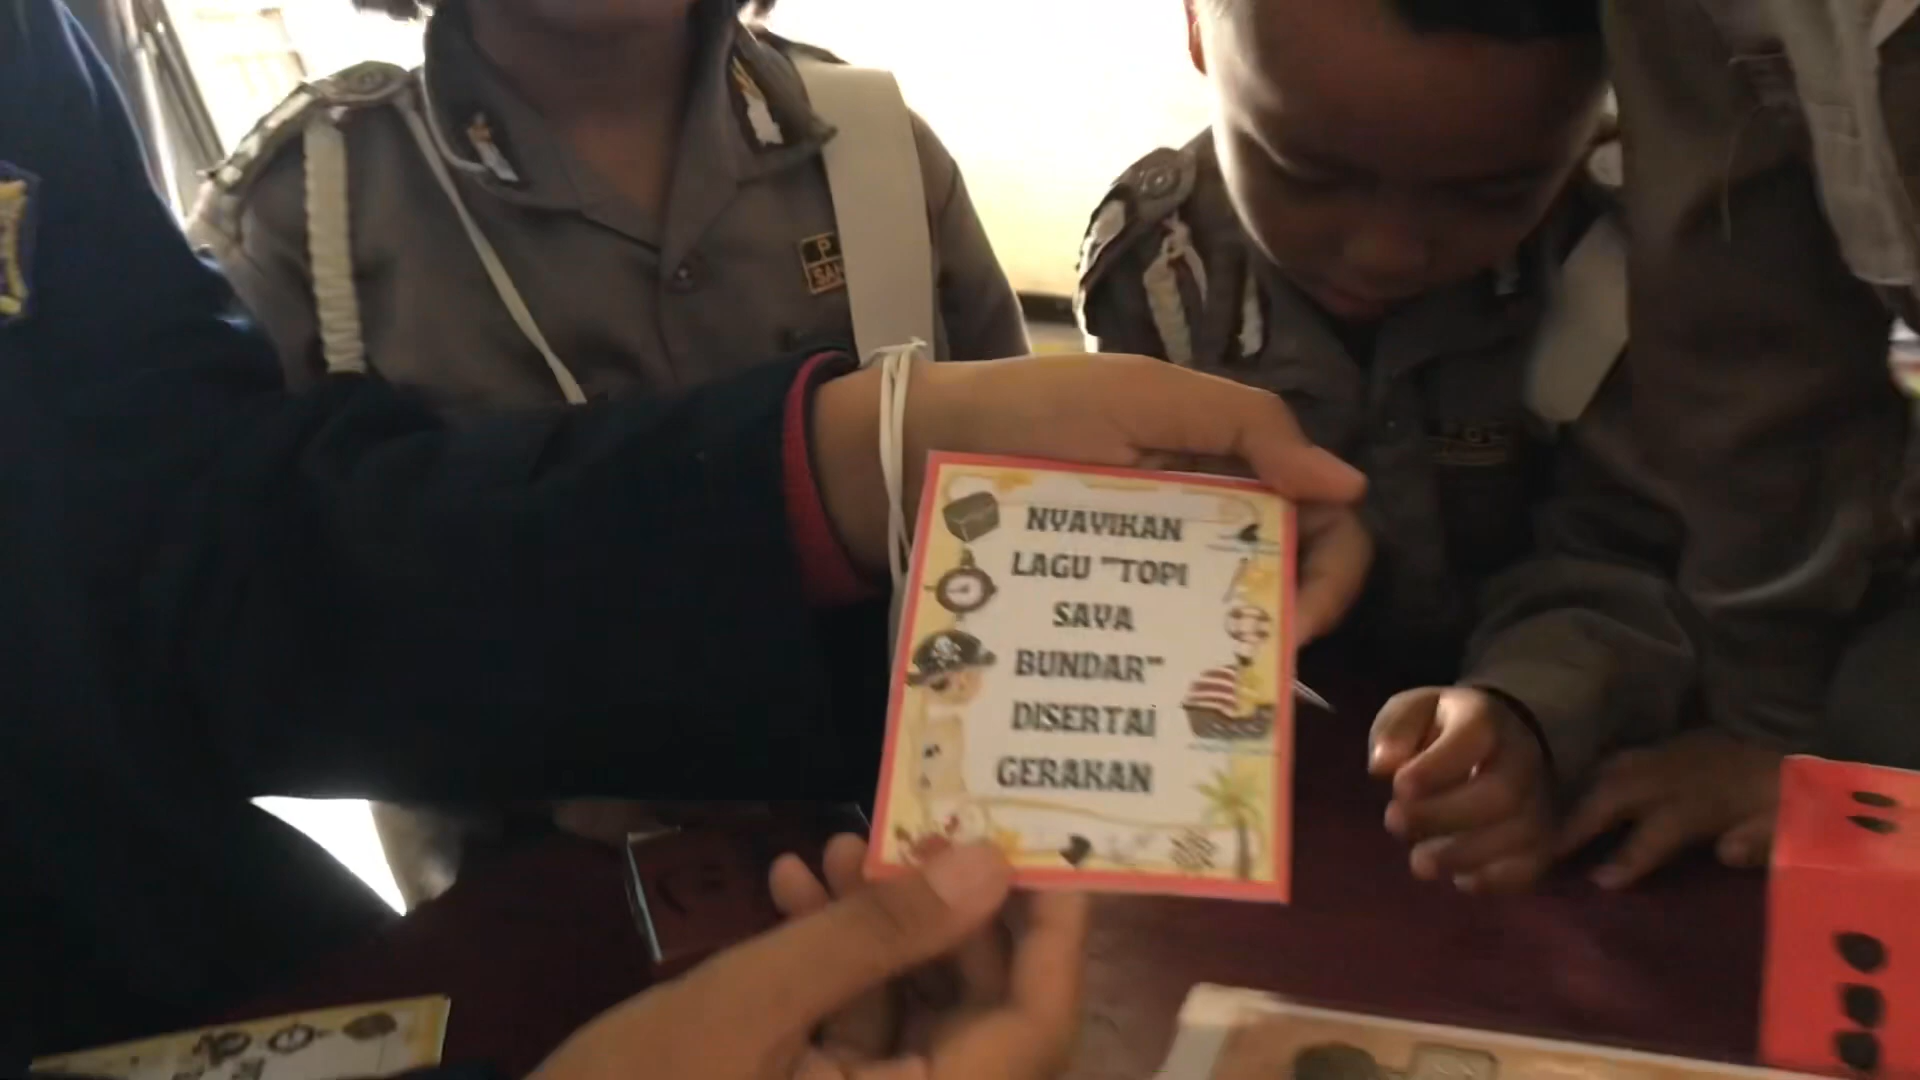 NYAYIKAN
LAGU "TOPI
SAYA
BUNDAR"
DISERTAI
GERAKAN